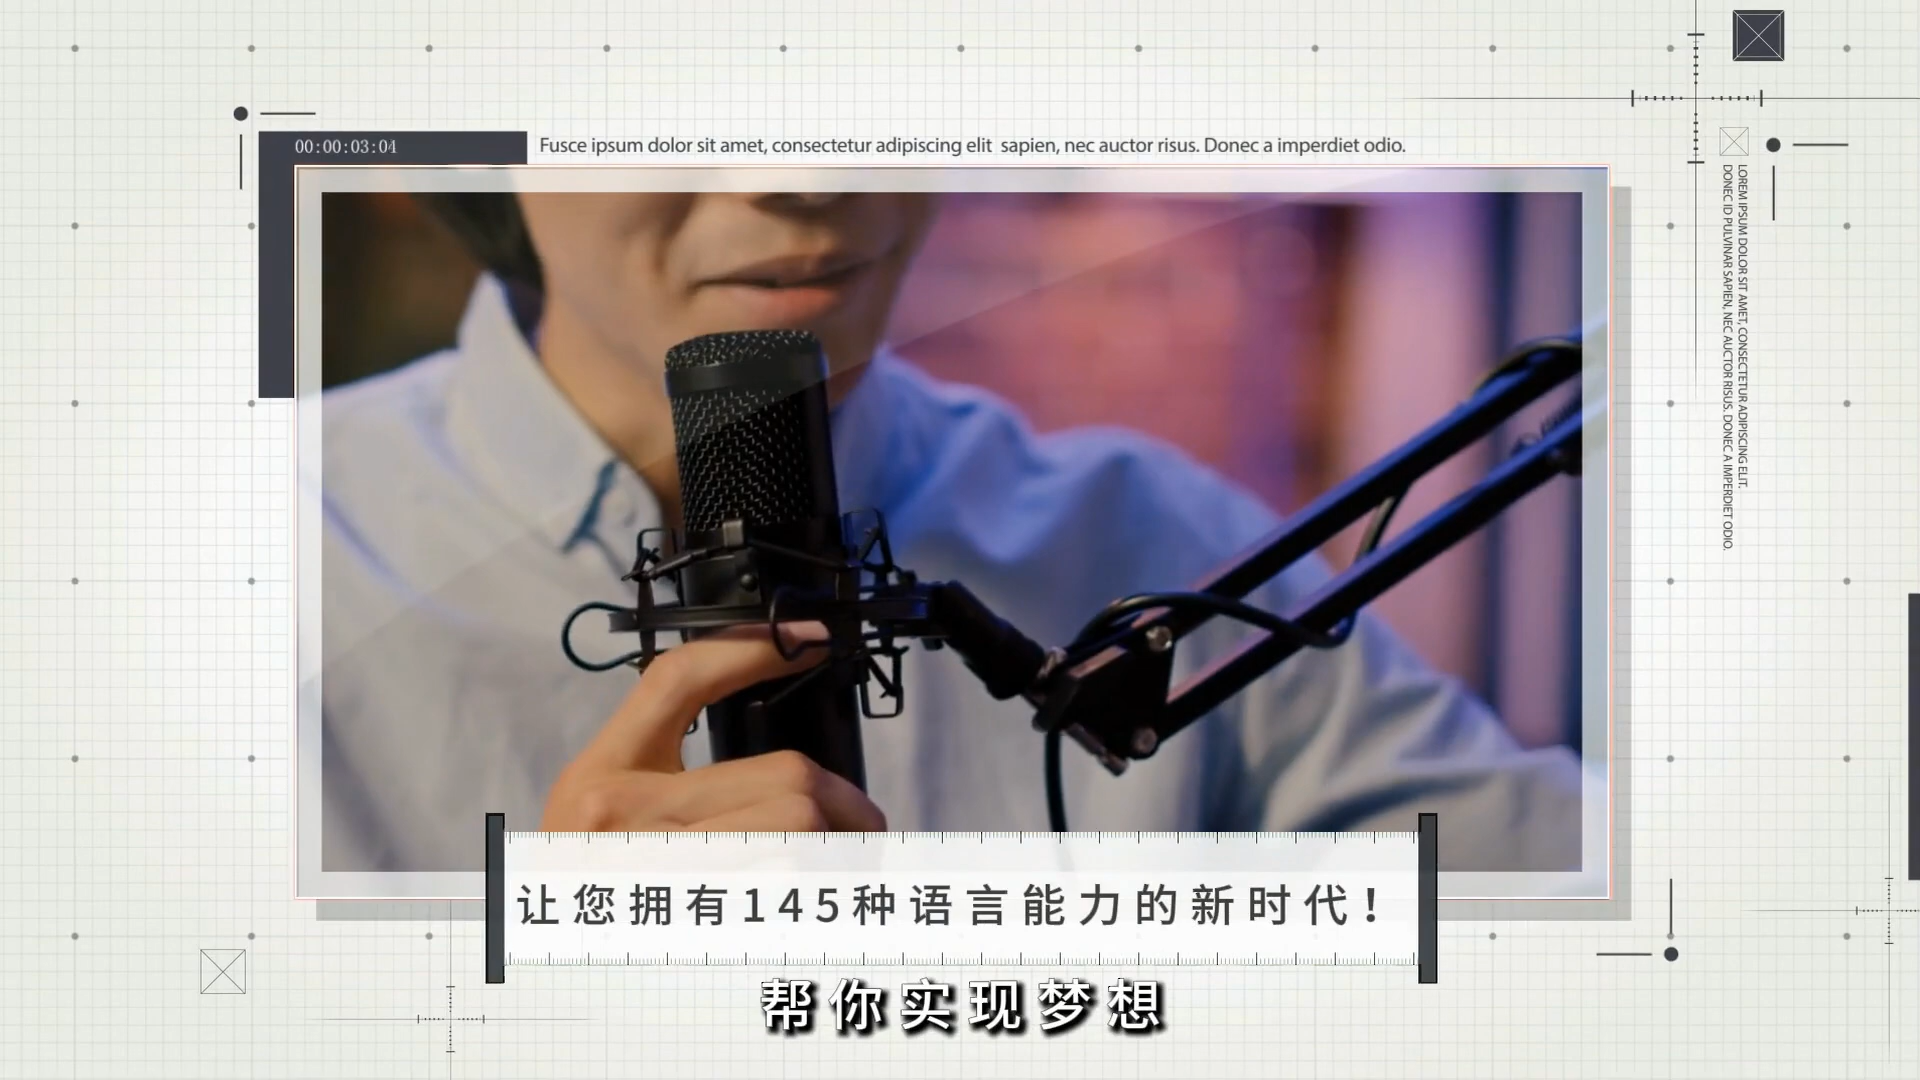 00:00:03:04
Fusce ipsum dolor sit amet, consectetur adipiscing elit sapien, nec auctor risus. Donec a imperdiet odio.
LOREM IPSUM DOLOR SIT AMET, CONSECTETUR ADIPISCING ELIT.
DONEC ID PULVINAR SAPIEN, NEC AUCTOR RISUS. DONEC A IMPERDIET ODIO.
让您拥有145种语言能力的新时代！
帮你实现梦想